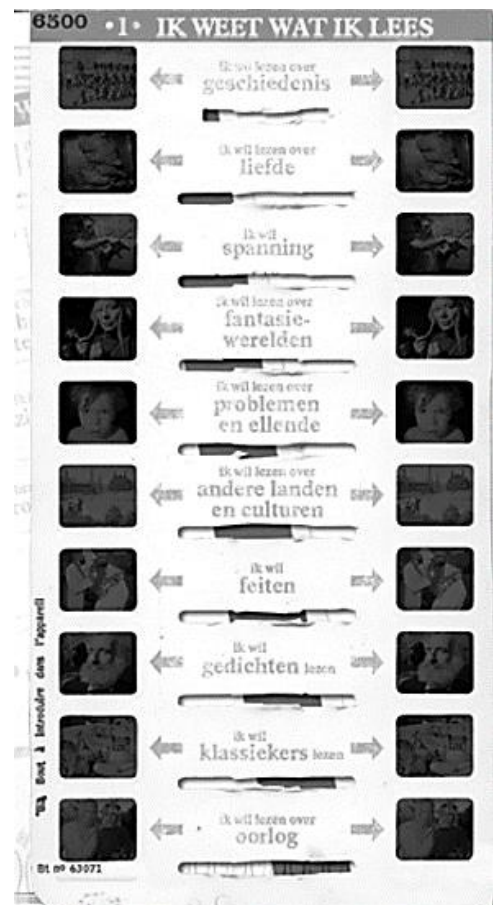 6500 •1• IK WEET WAT IK LEES
ik wil lezen over
geschiedenis
ik wil lezen over
liefde
ik wil
spanning
ik wil lezen over
fantasie-
werelden
ik wil lezen over
problemen
en ellende
ik wil lezen over
andere landen
en culturen
ik wil
feiten
ik wil
gedichten lezen
ik wil
klassiekers lezen
ik wil lezen over
oorlog
Bout à introduire dans l'appareil
Bt nº 63071